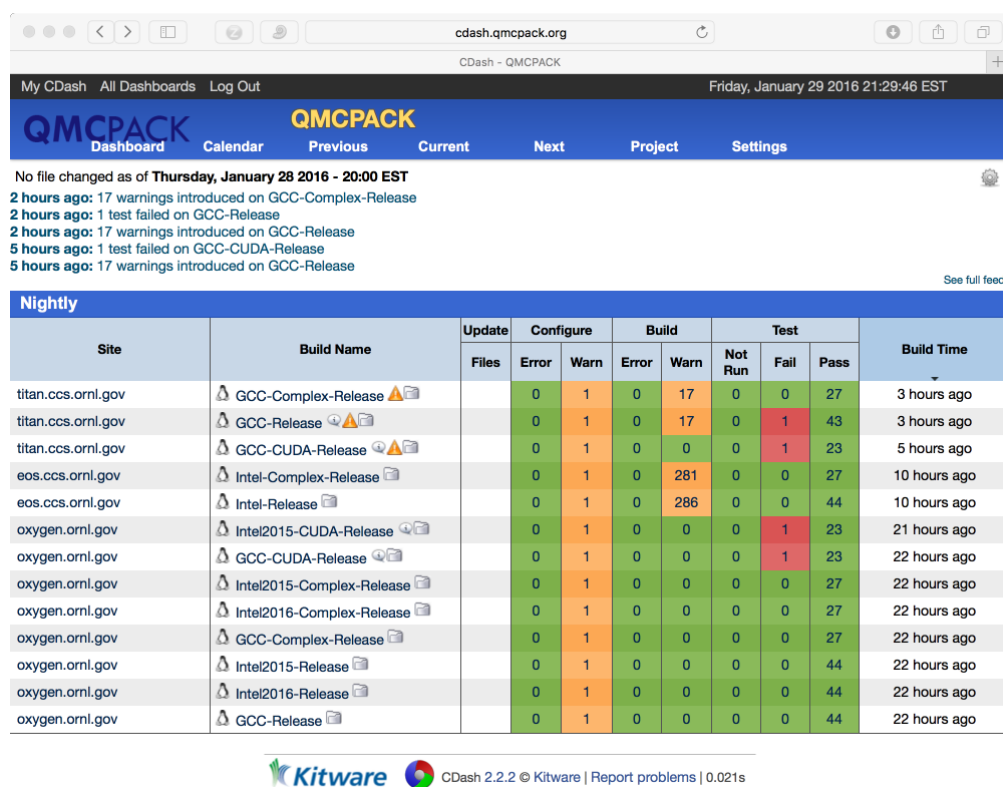 cdash.qmcpack.org
CDash - QMCPACK
My CDash All Dashboards Log Out Friday, January 29 2016 21:29:46 EST
QMCPACK QMCPACK
Dashboard Calendar Previous Current Next Project Settings
No file changed as of Thursday, January 28 2016 - 20:00 EST
2 hours ago: 17 warnings introduced on GCC-Complex-Release
2 hours ago: 1 test failed on GCC-Release
2 hours ago: 17 warnings introduced on GCC-Release
5 hours ago: 1 test failed on GCC-CUDA-Release
5 hours ago: 17 warnings introduced on GCC-Release
See full feed
Nightly
Site Build Name Update Configure Build Test Build Time
Files Error Warn Error Warn Not Run Fail Pass
titan.ccs.ornl.gov GCC-Complex-Release 0 1 0 17 0 0 27 3 hours ago
titan.ccs.ornl.gov GCC-Release 0 1 0 17 0 1 43 3 hours ago
titan.ccs.ornl.gov GCC-CUDA-Release 0 1 0 0 0 1 23 5 hours ago
eos.ccs.ornl.gov Intel-Complex-Release 0 1 0 281 0 0 27 10 hours ago
eos.ccs.ornl.gov Intel-Release 0 1 0 286 0 0 44 10 hours ago
oxygen.ornl.gov Intel2015-CUDA-Release 0 1 0 0 0 1 23 21 hours ago
oxygen.ornl.gov GCC-CUDA-Release 0 1 0 0 0 1 23 22 hours ago
oxygen.ornl.gov Intel2015-Complex-Release 0 1 0 0 0 0 27 22 hours ago
oxygen.ornl.gov Intel2016-Complex-Release 0 1 0 0 0 0 27 22 hours ago
oxygen.ornl.gov GCC-Complex-Release 0 1 0 0 0 0 27 22 hours ago
oxygen.ornl.gov Intel2015-Release 0 1 0 0 0 0 44 22 hours ago
oxygen.ornl.gov Intel2016-Release 0 1 0 0 0 0 44 22 hours ago
oxygen.ornl.gov GCC-Release 0 1 0 0 0 0 44 22 hours ago
Kitware CDash 2.2.2 © Kitware | Report problems | 0.021s